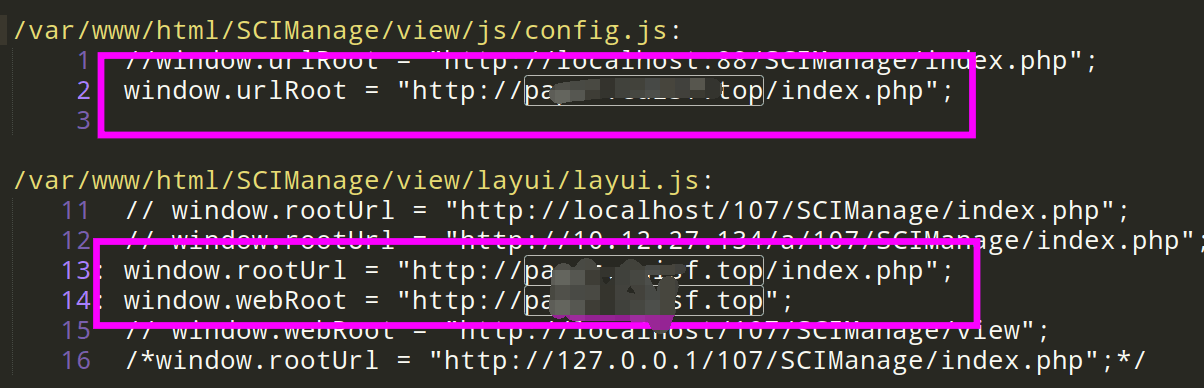 /var/www/html/SCIManage/view/js/config.js:
1 //window.urlRoot = "http://localhost:88/SCIManage/index.php";
2 window.urlRoot = "http://pa top/index.php";
3
/var/www/html/SCIManage/view/layui/layui.js:
11 // window.rootUrl = "http://localhost/107/SCIManage/index.php";
12 // window.rootUrl = "http://10.12.27.134/a/107/SCIManage/index.php";
13: window.rootUrl = "http://pa sf.top/index.php";
14: window.webRoot = "http://pa sf.top";
15 // window.webRoot = "http://localhost/107/SCIManage/view";
16 /*window.rootUrl = "http://127.0.0.1/107/SCIManage/index.php";*/